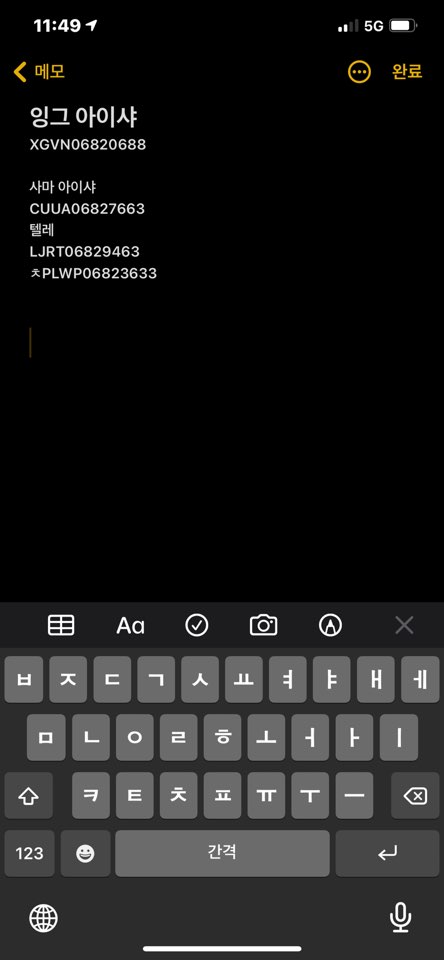 11:49
5G
메모
완료
잉그 아이샤
XGVN06820688
사마 아이샤
CUUA06827663
텔레
LJRT06829463
ㅊPLWP06823633
Aa
ㅂ ㅈ ㄷ ㄱ ㅅ ㅛ ㅕ ㅑ ㅐ ㅔ
ㅁ ㄴ ㅇ ㄹ ㅎ ㅗ ㅓ ㅏ ㅣ
ㅋ ㅌ ㅊ ㅍ ㅠ ㅜ ㅡ
123
간격